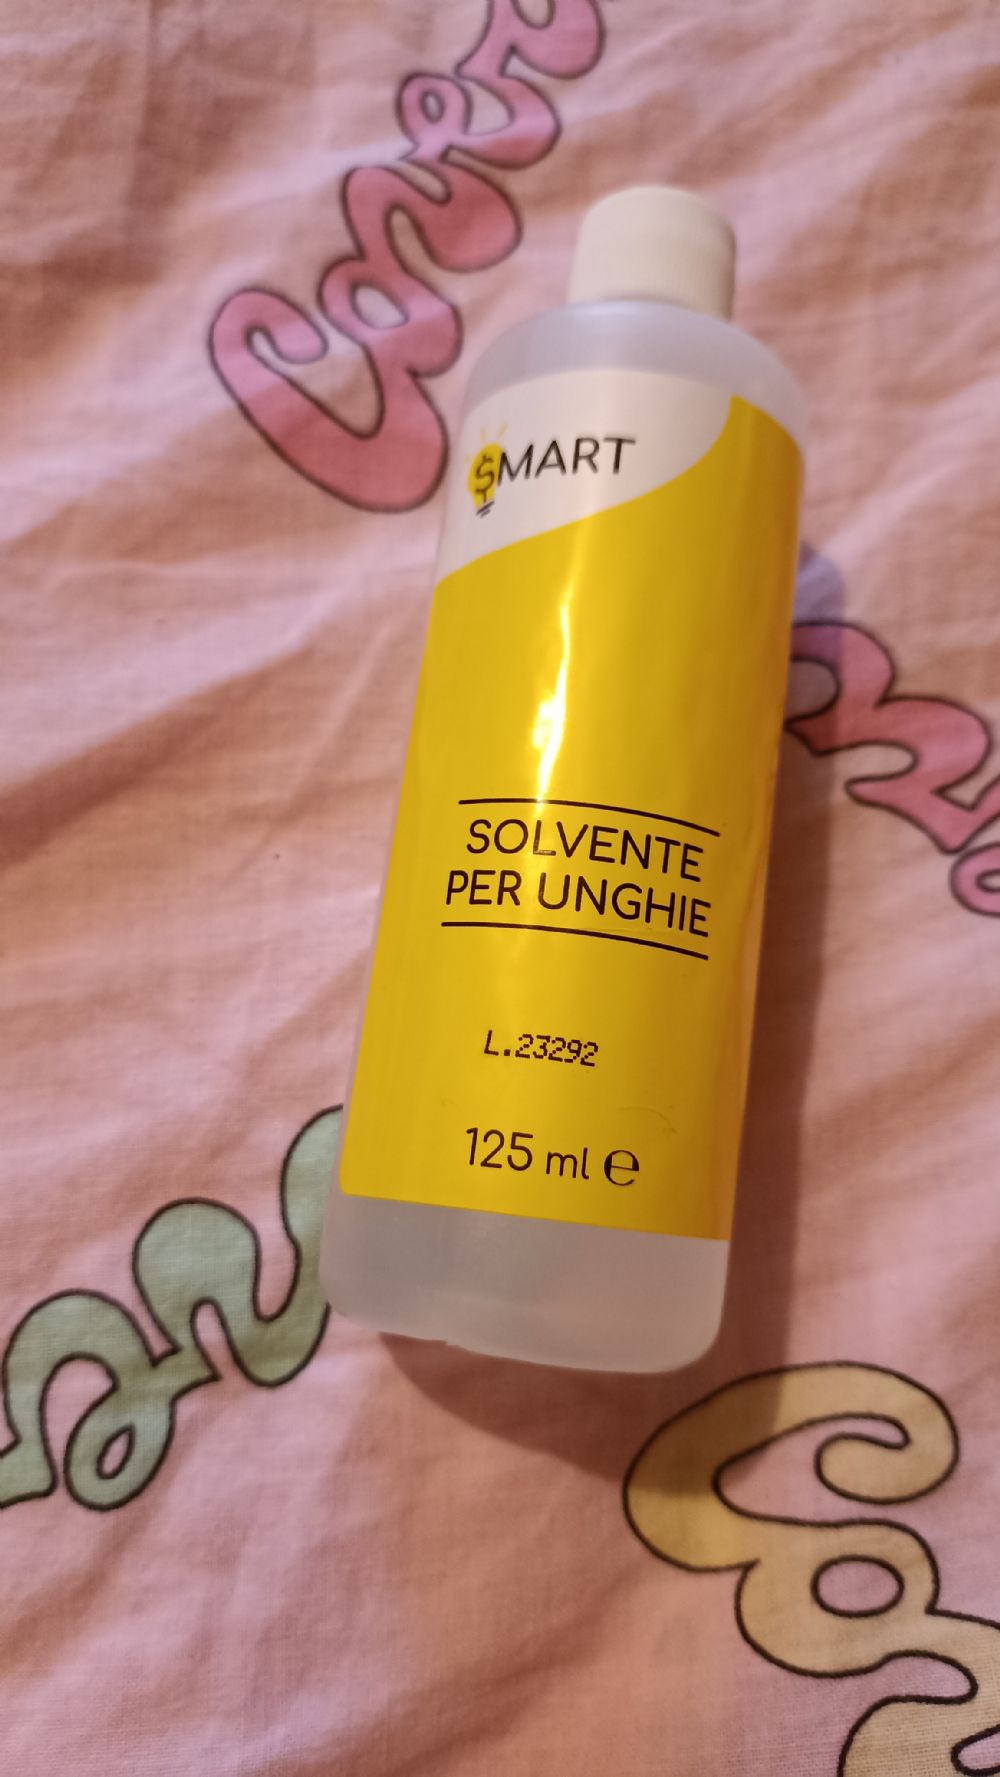 SMART
SOLVENTE
PER UNGHIE
L.23292
125 ml e